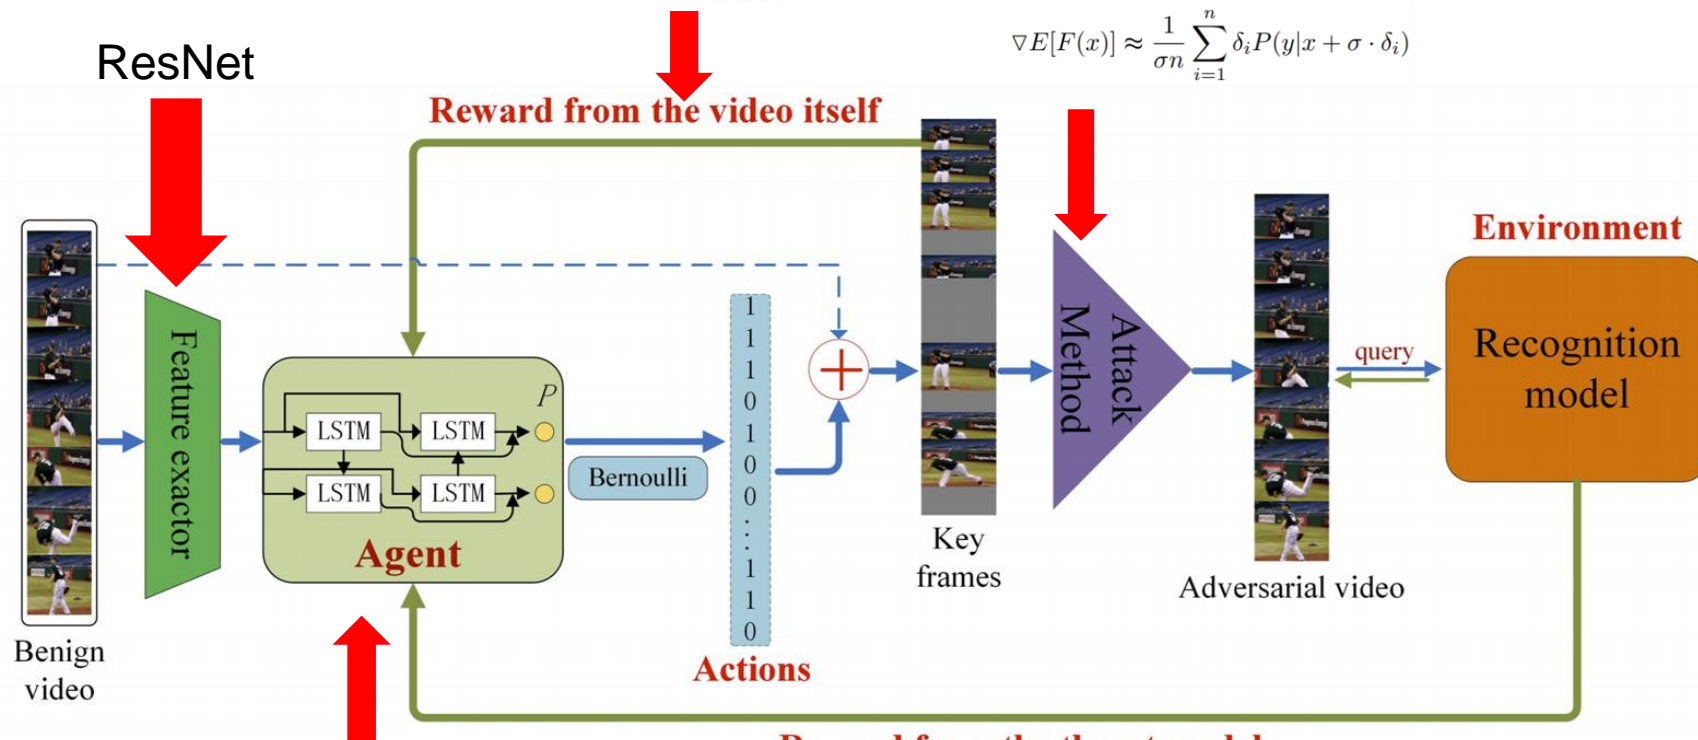 ResNet
∇E[F(x)] ≈ 1/σn ∑_{i=1}^{n} δ_i P(y|x + σ · δ_i)
Reward from the video itself
Environment
Feature exactor
1
1
1
0
1
0
0
⋮
1
1
0
Attack
Method
Recognition
model
query
P
LSTM LSTM
LSTM LSTM
Bernoulli
Agent
Key
frames
Adversarial video
Benign
video
Actions